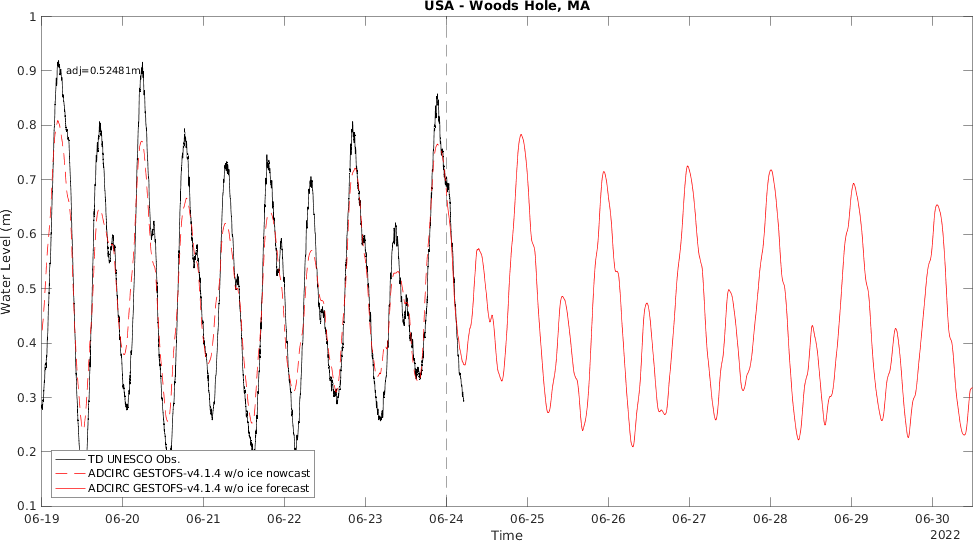 USA - Woods Hole, MA
1
0.9
0.8
0.7
0.6
0.5
0.4
0.3
0.2
0.1
Water Level (m)
adj=0.52481m
TD UNESCO Obs.
ADCIRC GESTOFS-v4.1.4 w/o ice nowcast
ADCIRC GESTOFS-v4.1.4 w/o ice forecast
06-19 06-20 06-21 06-22 06-23 06-24 06-25 06-26 06-27 06-28 06-29 06-30
Time
2022